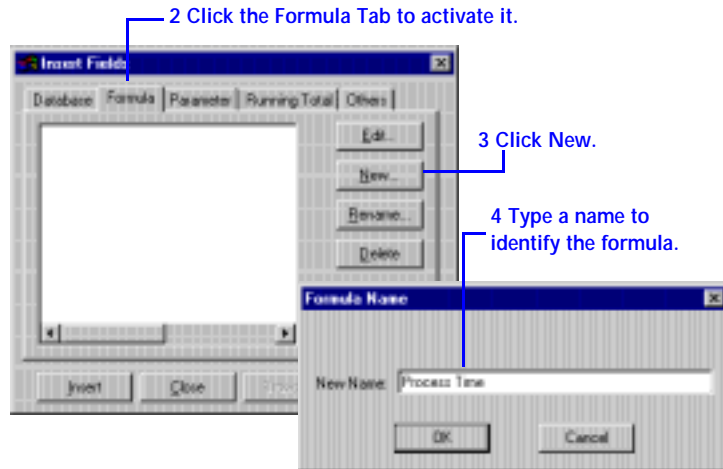 2 Click the Formula Tab to activate it.
Insert Fields
Database Formula Parameter Running Total Others
Edit...
3 Click New.
New...
Rename...
4 Type a name to
identify the formula.
Delete
Formula Name
Insert Close
New Name: Process Time
OK Cancel